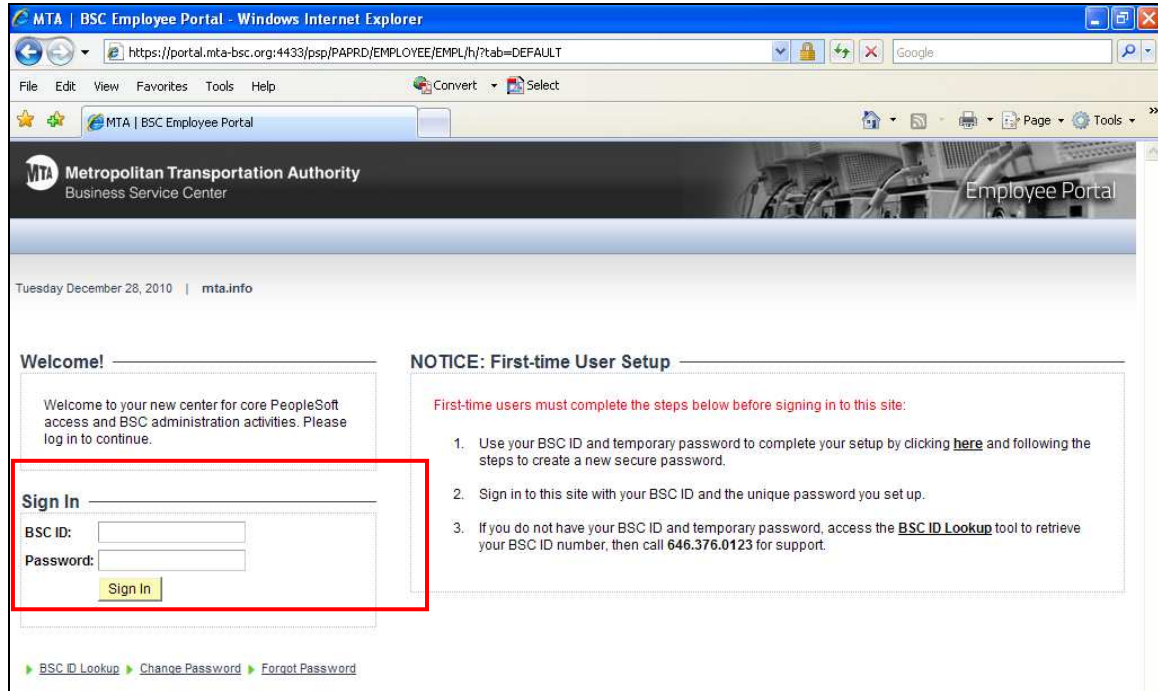 MTA | BSC Employee Portal - Windows Internet Explorer
https://portal.mta-bsc.org:4433/psp/PAPRD/EMPLOYEE/EMPL/h/?tab=DEFAULT
Google
File Edit View Favorites Tools Help
Convert Select
MTA | BSC Employee Portal
Page Tools
MTA
Metropolitan Transportation Authority
Business Service Center
Employee Portal
Tuesday December 28, 2010 | mta.info
Welcome!
Welcome to your new center for core PeopleSoft
access and BSC administration activities. Please
log in to continue.
Sign In
BSC ID:
Password:
Sign In
BSC ID Lookup Change Password Forgot Password
NOTICE: First-time User Setup
First-time users must complete the steps below before signing in to this site:
1. Use your BSC ID and temporary password to complete your setup by clicking here and following the
steps to create a new secure password.
2. Sign in to this site with your BSC ID and the unique password you set up.
3. If you do not have your BSC ID and temporary password, access the BSC ID Lookup tool to retrieve
your BSC ID number, then call 646.376.0123 for support.